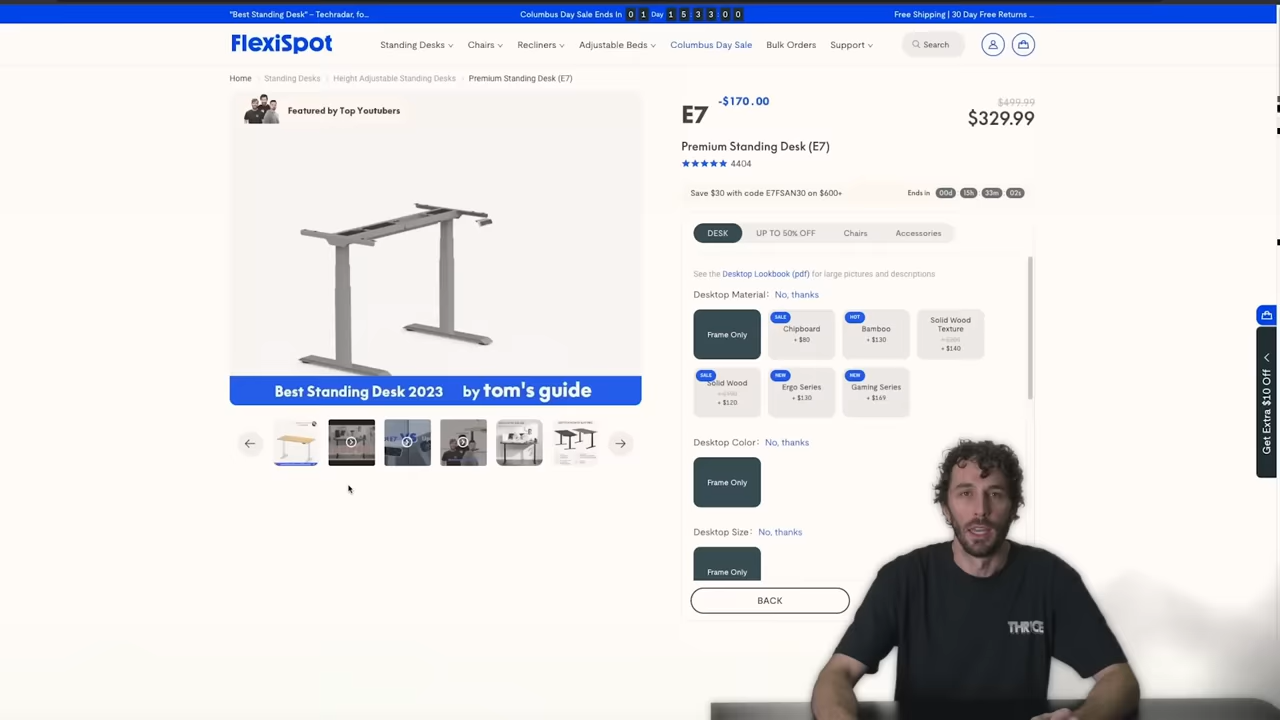 "Best Standing Desk" – Techradar, fo...
Columbus Day Sale Ends In 0 1 Day 1 5 3 3 : 0 0
Free Shipping | 30 Day Free Returns ...
FlexiSpot
Standing Desks
Chairs
Recliners
Adjustable Beds
Columbus Day Sale
Bulk Orders
Support
Search
Home
Standing Desks
Height Adjustable Standing Desks
Premium Standing Desk (E7)
Featured by Top Youtubers
Best Standing Desk 2023 by tom's guide
E7
-$170.00
$499.99
$329.99
Premium Standing Desk (E7)
4404
Save $30 with code E7FSAN30 on $600+
Ends in 00d 15h 33m 02s
DESK
UP TO 50% OFF
Chairs
Accessories
See the Desktop Lookbook (pdf) for large pictures and descriptions
Desktop Material: No, thanks
Frame Only
SALE
Chipboard
+ $80
HOT
Bamboo
+ $130
Solid Wood
Texture
+ $140
SALE
Solid Wood
+ $120
NEW
Ergo Series
+ $130
NEW
Gaming Series
+ $169
Desktop Color: No, thanks
Frame Only
Desktop Size: No, thanks
Frame Only
BACK
Get Extra $10 Off
THR!CE